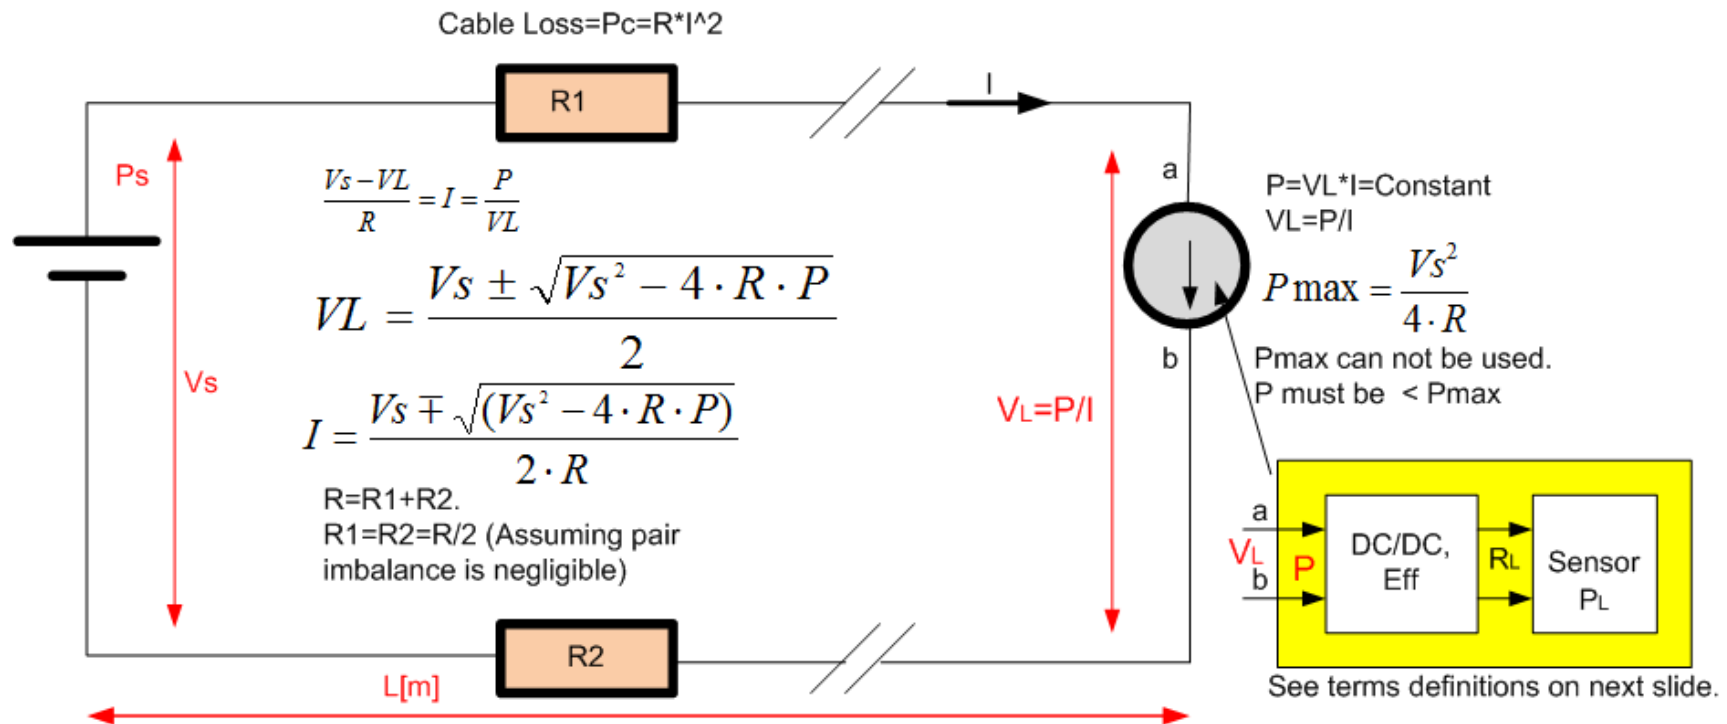 Cable Loss=Pc=R*I^2
R1
I
Ps
Vs
(Vs−VL)/R = I = P/VL
VL = (Vs ± √(Vs² − 4 · R · P))/2
I = (Vs ∓ √((Vs² − 4 · R · P)))/(2 · R)
R=R1+R2.
R1=R2=R/2 (Assuming pair
imbalance is negligible)
R2
L[m]
a
b
VL=P/I
P=VL*I=Constant
VL=P/I
P max = Vs²/(4 · R)
Pmax can not be used.
P must be < Pmax
a
VL
b
P
DC/DC,
Eff
RL
Sensor
PL
See terms definitions on next slide.